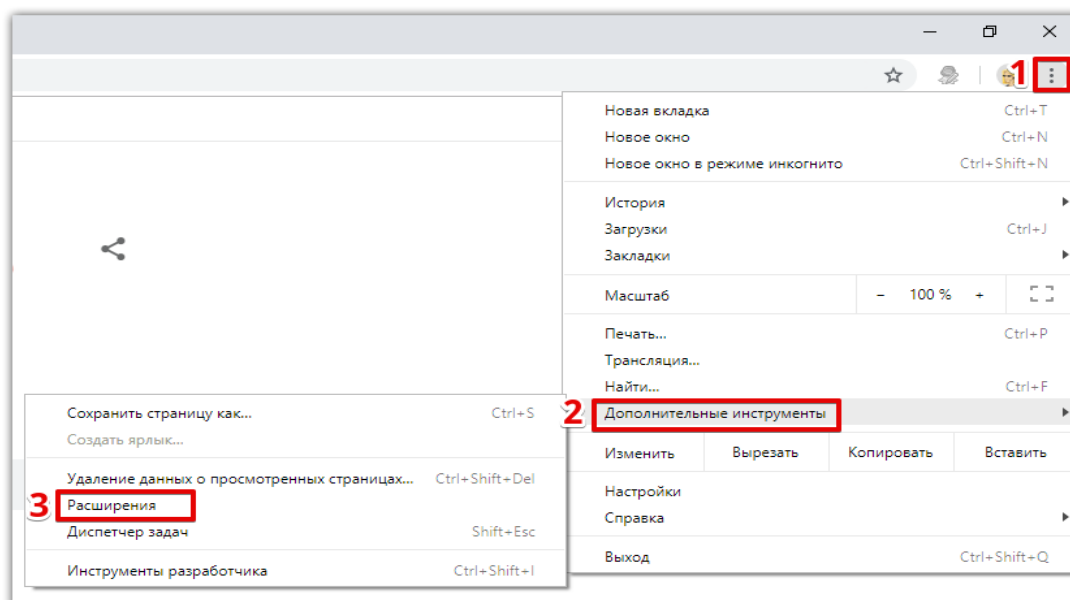 1
Новая вкладка Ctrl+T
Новое окно Ctrl+N
Новое окно в режиме инкогнито Ctrl+Shift+N
История
Загрузки Ctrl+J
Закладки
Масштаб - 100 % +
Печать... Ctrl+P
Трансляция...
Найти... Ctrl+F
2 Дополнительные инструменты
Изменить Вырезать Копировать Вставить
Настройки
Справка
Выход Ctrl+Shift+Q
Сохранить страницу как... Ctrl+S
Создать ярлык...
Удаление данных о просмотренных страницах... Ctrl+Shift+Del
3 Расширения
Диспетчер задач Shift+Esc
Инструменты разработчика Ctrl+Shift+I